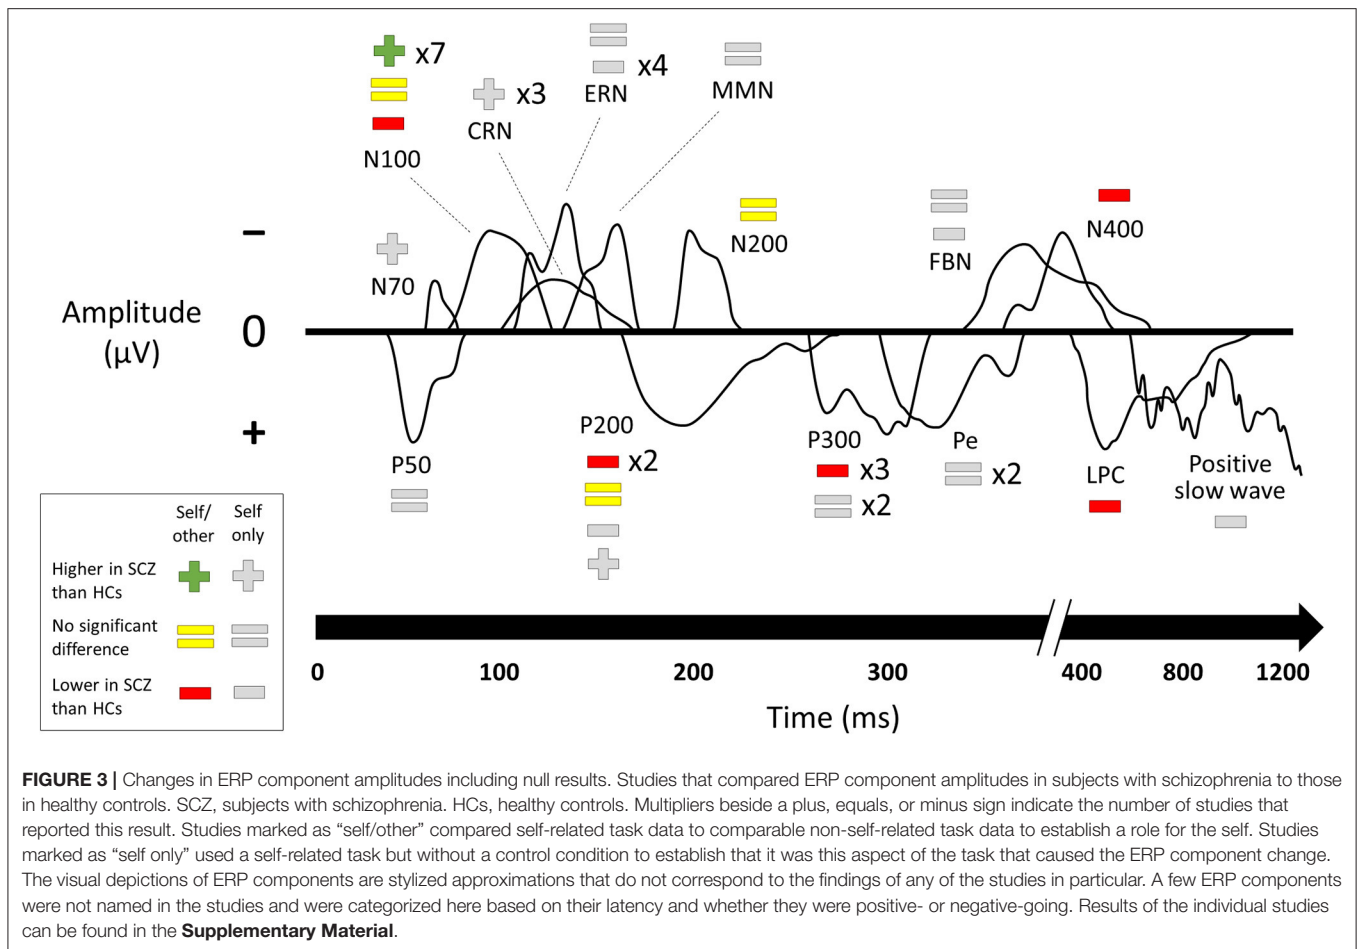 x7
x3
x4
ERN
MMN
CRN
N100
N200
N400
FBN
N70
–
Amplitude
(µV)
0
+
P50
P200
x2
P300
x3
x2
Pe
x2
LPC
Positive
slow wave
Self/
other
Self
only
Higher in SCZ
than HCs
No significant
difference
Lower in SCZ
than HCs
0 100 200 300 400 800 1200
Time (ms)
FIGURE 3 | Changes in ERP component amplitudes including null results. Studies that compared ERP component amplitudes in subjects with schizophrenia to those
in healthy controls. SCZ, subjects with schizophrenia. HCs, healthy controls. Multipliers beside a plus, equals, or minus sign indicate the number of studies that
reported this result. Studies marked as “self/other” compared self-related task data to comparable non-self-related task data to establish a role for the self. Studies
marked as “self only” used a self-related task but without a control condition to establish that it was this aspect of the task that caused the ERP component change.
The visual depictions of ERP components are stylized approximations that do not correspond to the findings of any of the studies in particular. A few ERP components
were not named in the studies and were categorized here based on their latency and whether they were positive- or negative-going. Results of the individual studies
can be found in the Supplementary Material.